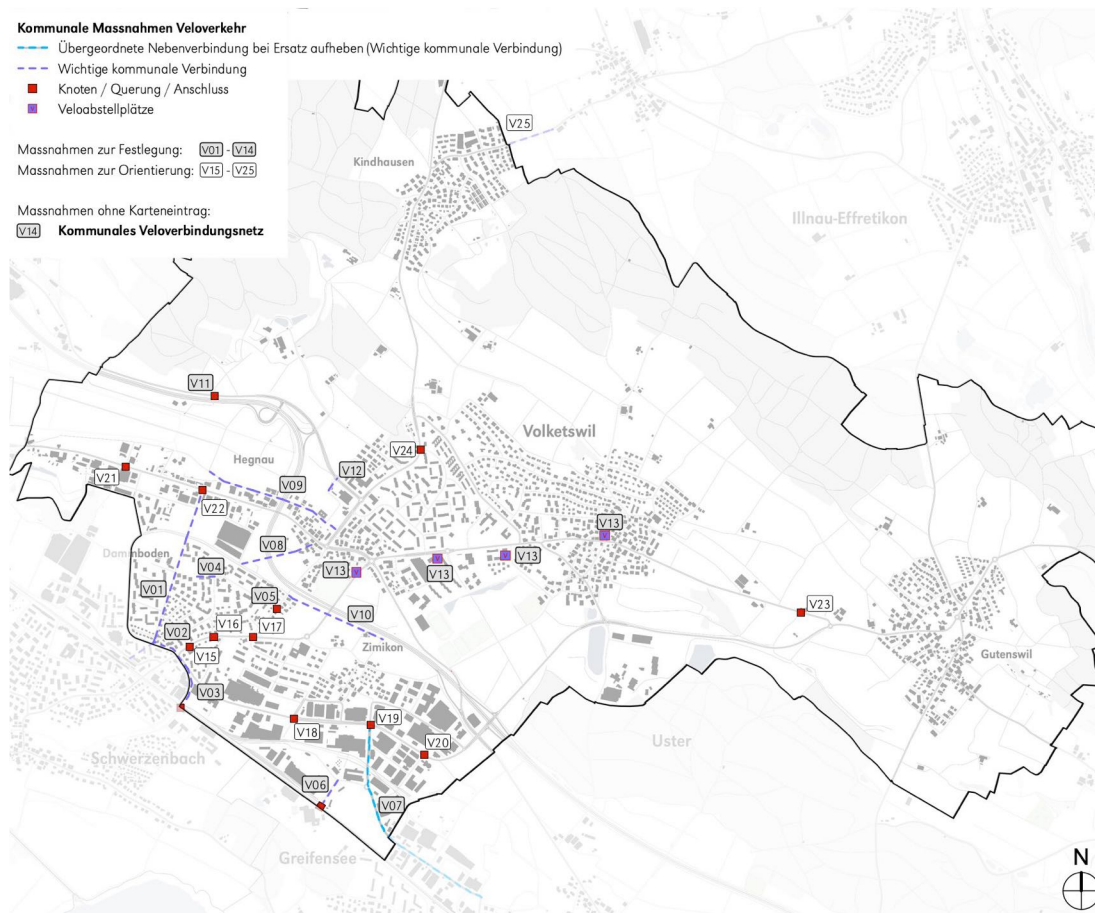 Kommunale Massnahmen Veloverkehr
Übergeordnete Nebenverbindung bei Ersatz aufheben (Wichtige kommunale Verbindung)
Wichtige kommunale Verbindung
Knoten / Querung / Anschluss
Veloabstellplätze
Massnahmen zur Festlegung: V01 - V14
Massnahmen zur Orientierung: V15 - V25
Massnahmen ohne Karteneintrag:
V14 Kommunales Veloverbindungsnetz
V25
Kindhausen
Illnau-Effretikon
V11
Volketswil
V24
Hegnau
V12
V21
V09
V22
V13
V08
V13
V13
V13
V04
V01
V05
V23
V02
V16
V17
V10
V15
Zimikon
Gutenswil
V03
V18
V19
V20
Uster
Schwerzenbach
V06
V07
Greifensee
N